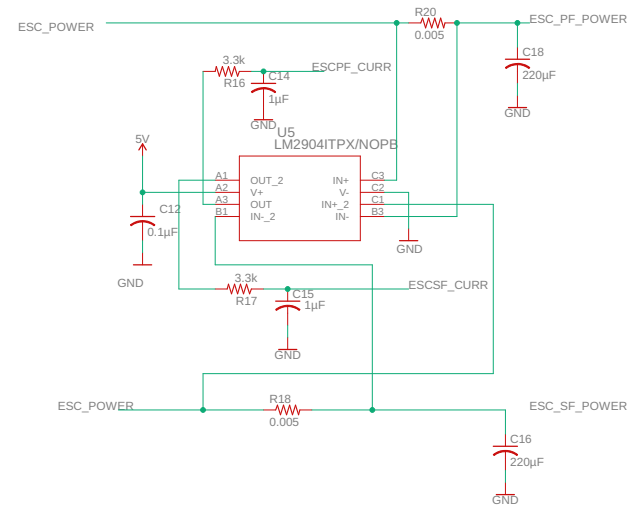 ESC_POWER
R20
0.005
ESC_PF_POWER
C18
220µF
GND
3.3k
R16
ESCPF_CURR
C14
1µF
GND
U5
LM2904ITPX/NOPB
5V
A1 OUT_2 IN+ C3
A2 V+ V- C2
A3 OUT IN+_2 C1
B1 IN-_2 IN- B3
C12
0.1µF
GND
GND
3.3k
R17
ESCSF_CURR
C15
1µF
GND
ESC_POWER
R18
0.005
ESC_SF_POWER
C16
220µF
GND